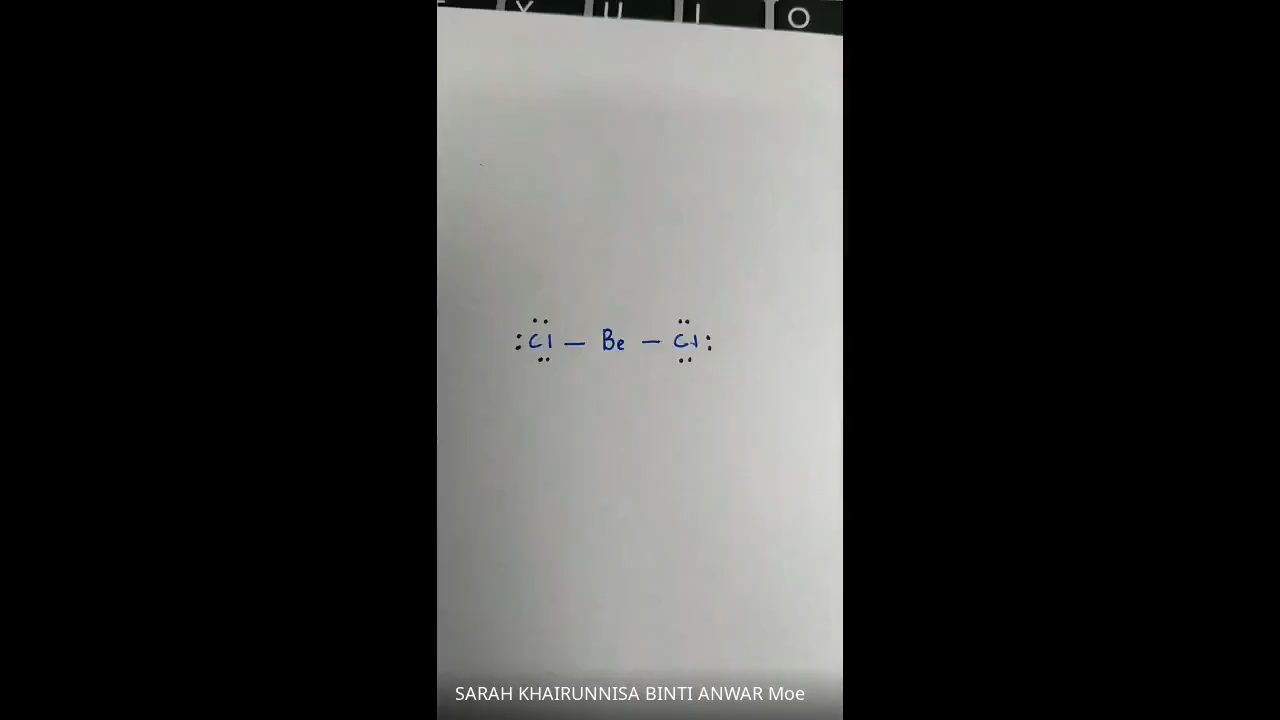 Y U I O
:Cl — Be — Cl:
SARAH KHAIRUNNISA BINTI ANWAR Moe